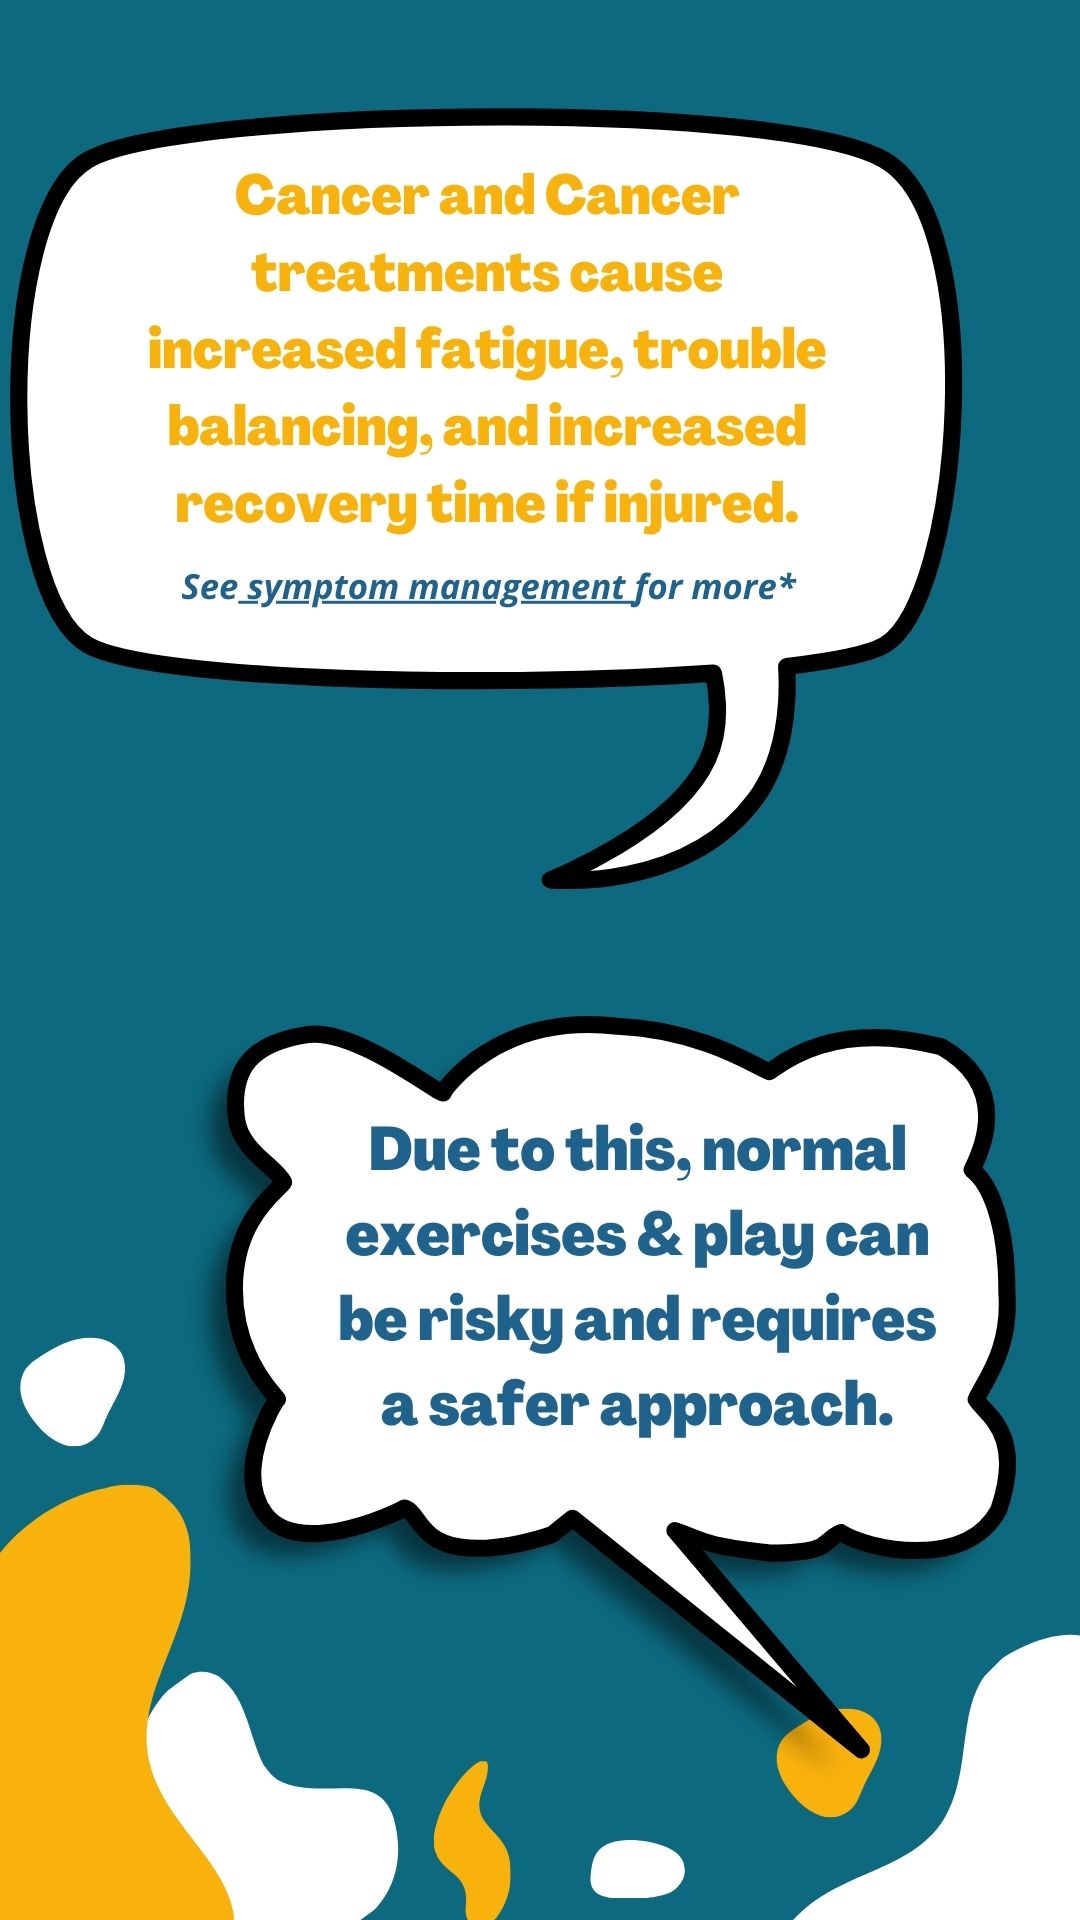 Cancer and Cancer
treatments cause
increased fatigue, trouble
balancing, and increased
recovery time if injured.
See symptom management for more*
Due to this, normal
exercises & play can
be risky and requires
a safer approach.